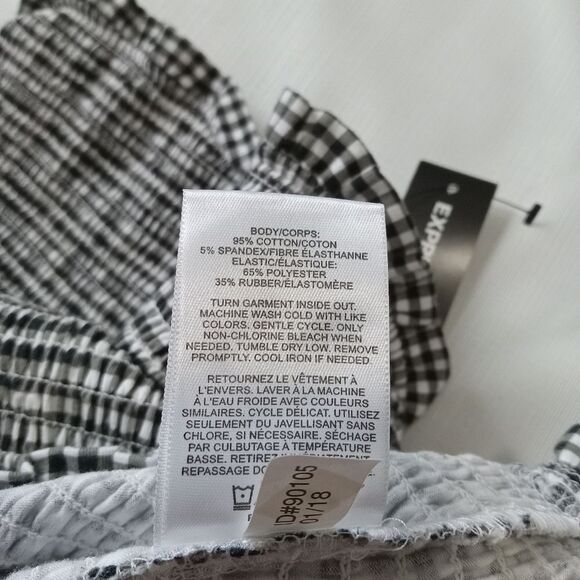 BODY/CORPS:
95% COTTON/COTON
5% SPANDEX/FIBRE ÉLASTHANNE
ELASTIC/ÉLASTIQUE:
65% POLYESTER
35% RUBBER/ÉLASTOMÈRE
TURN GARMENT INSIDE OUT.
MACHINE WASH COLD WITH LIKE
COLORS. GENTLE CYCLE. ONLY
NON-CHLORINE BLEACH WHEN
NEEDED. TUMBLE DRY LOW. REMOVE
PROMPTLY. COOL IRON IF NEEDED.
RETOURNEZ LE VÊTEMENT À
L'ENVERS. LAVER À LA MACHINE
À L'EAU FROIDE AVEC COULEURS
SIMILAIRES. CYCLE DÉLICAT. UTILISEZ
SEULEMENT DU JAVELLISANT SANS
CHLORE, SI NÉCESSAIRE. SÉCHAGE
PAR CULBUTAGE À TEMPÉRATURE
BASSE.
REPASSAGE
ID#90105
01/18